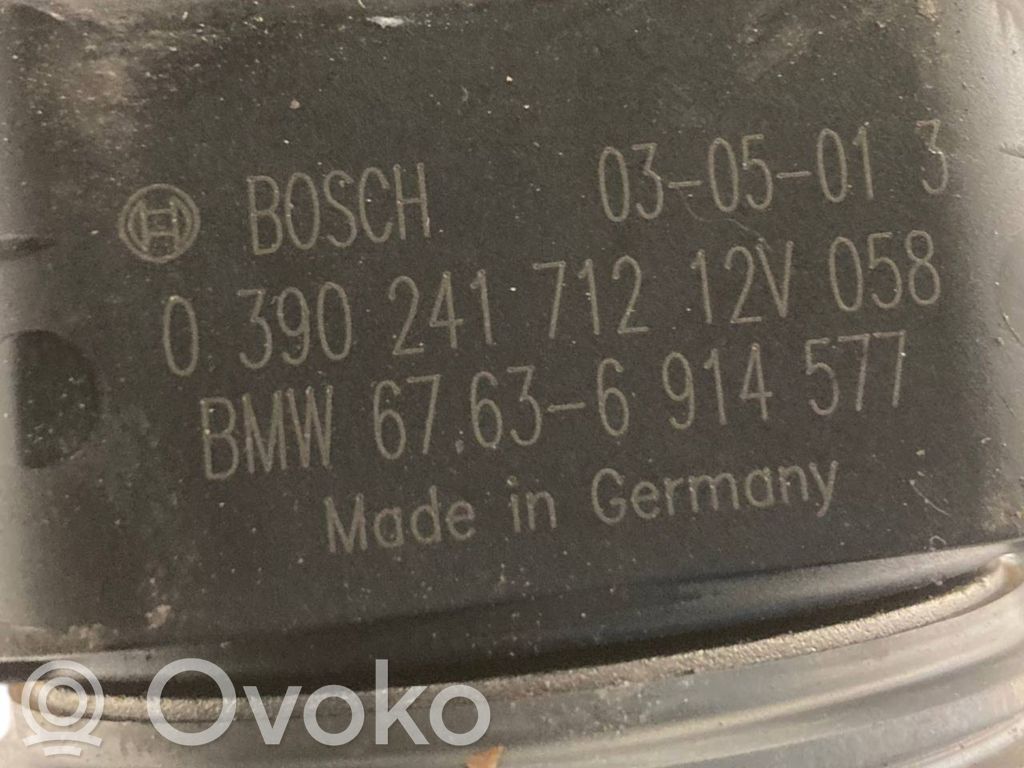 BOSCH 03-05-01 3
0 390 241 712 12V 058
BMW 67 63-6 914 577
Made in Germany
Ovoko